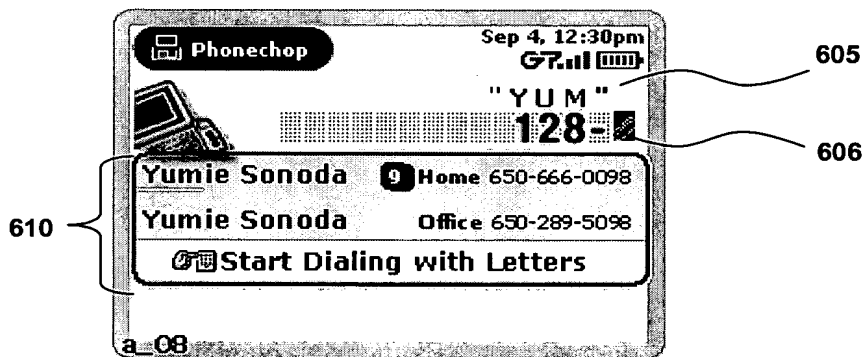 Phonechop
Sep 4, 12:30pm
G
605
"YUM"
128-
606
610
Yumie Sonoda 9 Home 650-666-0098
Yumie Sonoda Office 650-289-5098
Start Dialing with Letters
a_08